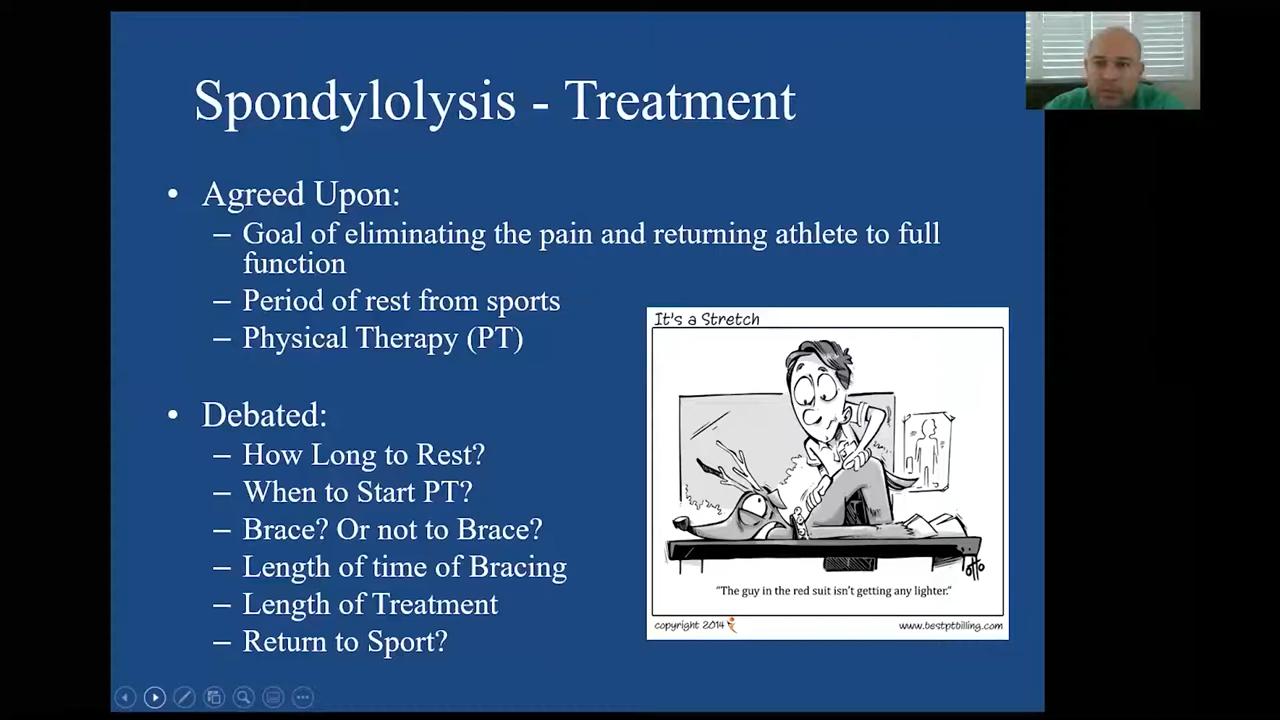 Spondylolysis - Treatment
• Agreed Upon:
– Goal of eliminating the pain and returning athlete to full
function
– Period of rest from sports
– Physical Therapy (PT)
• Debated:
– How Long to Rest?
– When to Start PT?
– Brace? Or not to Brace?
– Length of time of Bracing
– Length of Treatment
– Return to Sport?
It's a Stretch
"The guy in the red suit isn't getting any lighter."
otto
copyright 2014
www.bestptbilling.com